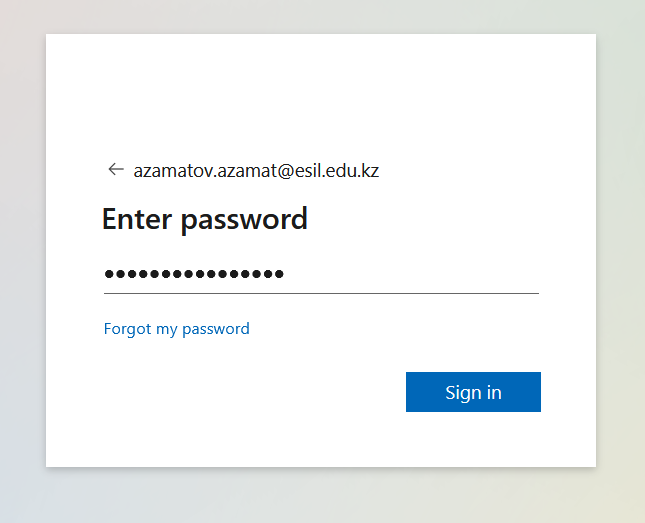 azamatov.azamat@esil.edu.kz
Enter password
●●●●●●●●●●●●●●●●
Forgot my password
Sign in